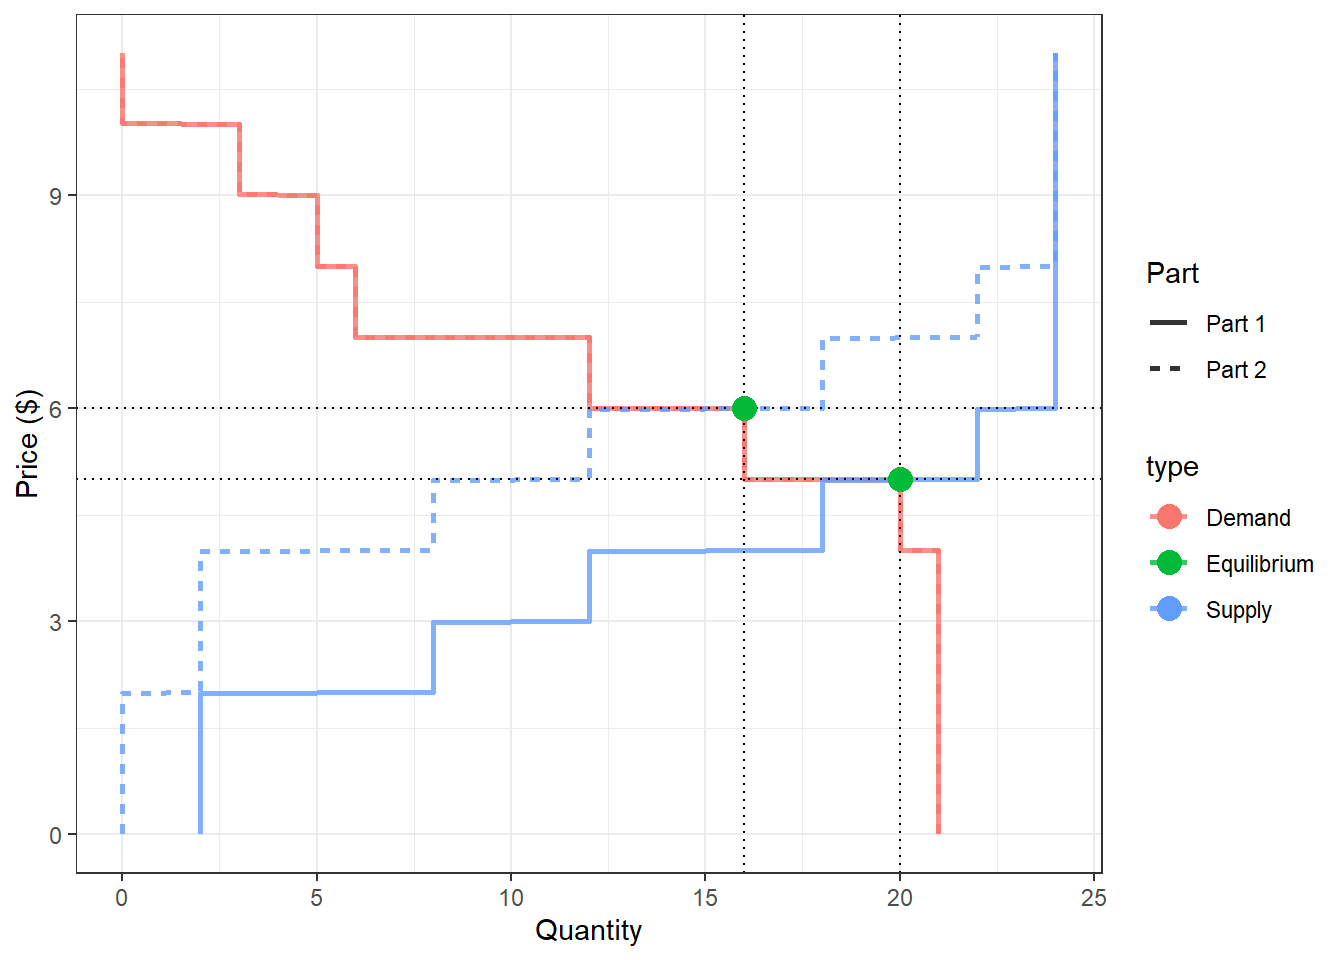 Price ($)
9
6
3
0
0
5
10
15
20
25
Quantity
Part
Part 1
Part 2
type
Demand
Equilibrium
Supply